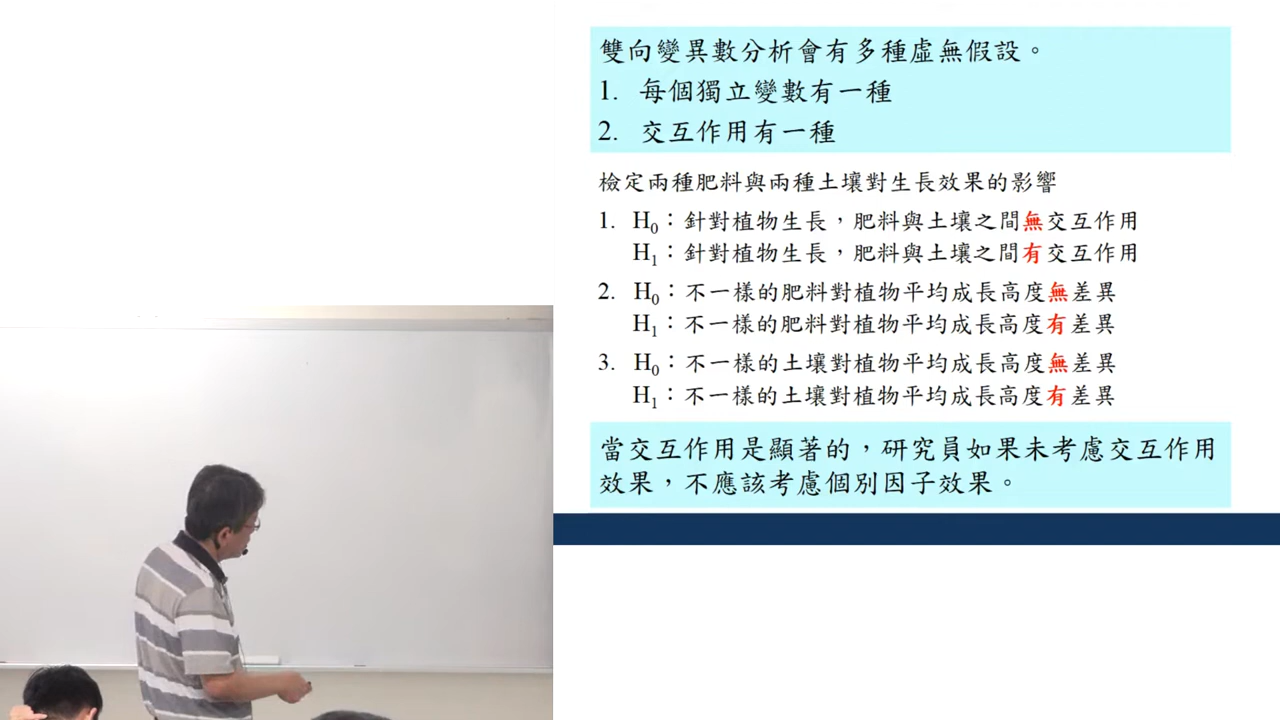 雙向變異數分析會有多種虛無假設。
1. 每個獨立變數有一種
2. 交互作用有一種
檢定兩種肥料與兩種土壤對生長效果的影響
1. H₀：針對植物生長，肥料與土壤之間無交互作用
H₁：針對植物生長，肥料與土壤之間有交互作用
2. H₀：不一樣的肥料對植物平均成長高度無差異
H₁：不一樣的肥料對植物平均成長高度有差異
3. H₀：不一樣的土壤對植物平均成長高度無差異
H₁：不一樣的土壤對植物平均成長高度有差異
當交互作用是顯著的，研究員如果未考慮交互作用
效果，不應該考慮個別因子效果。